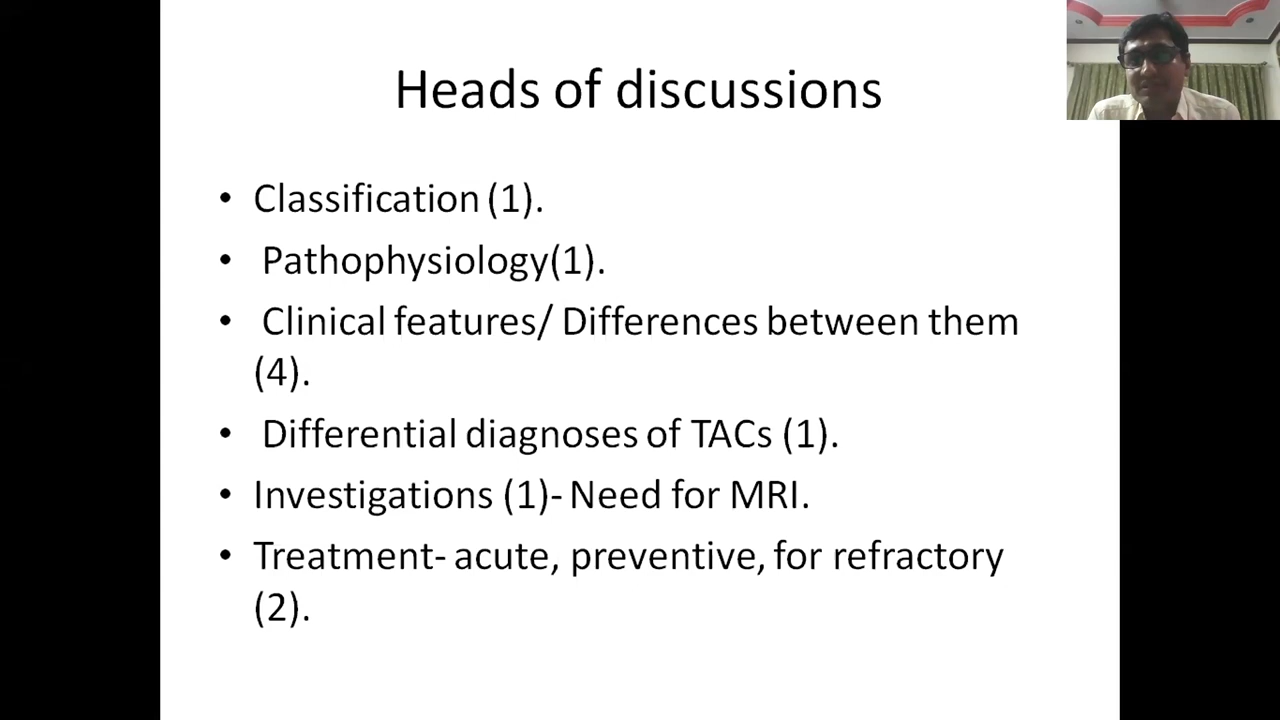 Heads of discussions
• Classification (1).
• Pathophysiology(1).
• Clinical features/ Differences between them
(4).
• Differential diagnoses of TACs (1).
• Investigations (1)- Need for MRI.
• Treatment- acute, preventive, for refractory
(2).